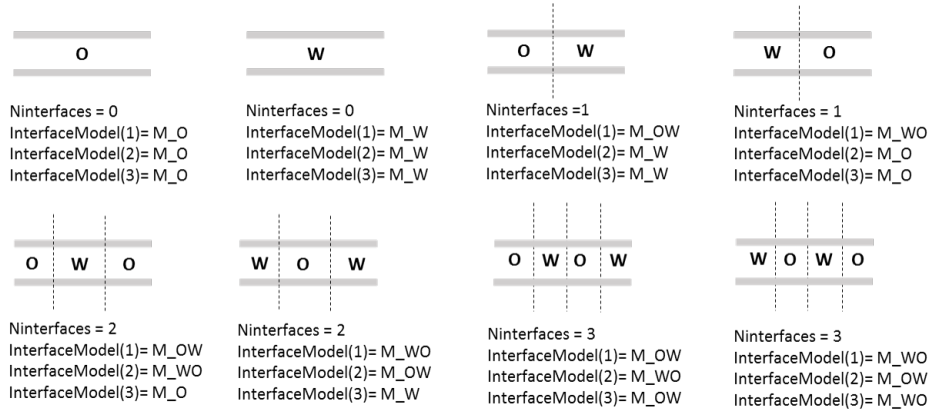 O
Ninterfaces = 0
InterfaceModel(1)= M_O
InterfaceModel(2)= M_O
InterfaceModel(3)= M_O
W
Ninterfaces = 0
InterfaceModel(1)= M_W
InterfaceModel(2)= M_W
InterfaceModel(3)= M_W
O W
Ninterfaces =1
InterfaceModel(1)= M_OW
InterfaceModel(2)= M_W
InterfaceModel(3)= M_W
W O
Ninterfaces = 1
InterfaceModel(1)= M_WO
InterfaceModel(2)= M_O
InterfaceModel(3)= M_O
O W O
Ninterfaces = 2
InterfaceModel(1)= M_OW
InterfaceModel(2)= M_WO
InterfaceModel(3)= M_O
W O W
Ninterfaces = 2
InterfaceModel(1)= M_WO
InterfaceModel(2)= M_OW
InterfaceModel(3)= M_W
O W O W
Ninterfaces = 3
InterfaceModel(1)= M_OW
InterfaceModel(2)= M_WO
InterfaceModel(3)= M_OW
W O W O
Ninterfaces = 3
InterfaceModel(1)= M_WO
InterfaceModel(2)= M_OW
InterfaceModel(3)= M_WO